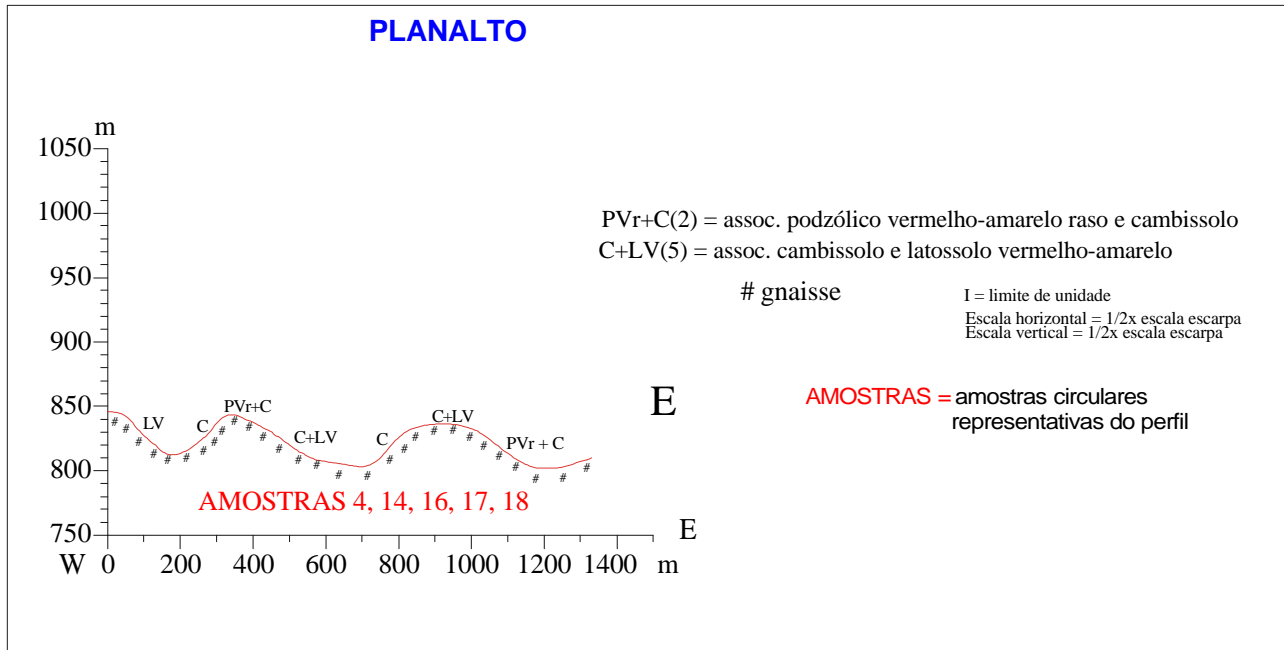 PLANALTO
m
1050
1000
950
900
850
800
750
PVr+C(2) = assoc. podzólico vermelho-amarelo raso e cambissolo
C+LV(5) = assoc. cambissolo e latossolo vermelho-amarelo
# gnaisse
I = limite de unidade
Escala horizontal = 1/2x escala escarpa
Escala vertical = 1/2x escala escarpa
E
AMOSTRAS = amostras circulares
representativas do perfil
LV
C
PVr+C
C+LV
C
C+LV
PVr + C
AMOSTRAS 4, 14, 16, 17, 18
E
W 0 200 400 600 800 1000 1200 1400 m